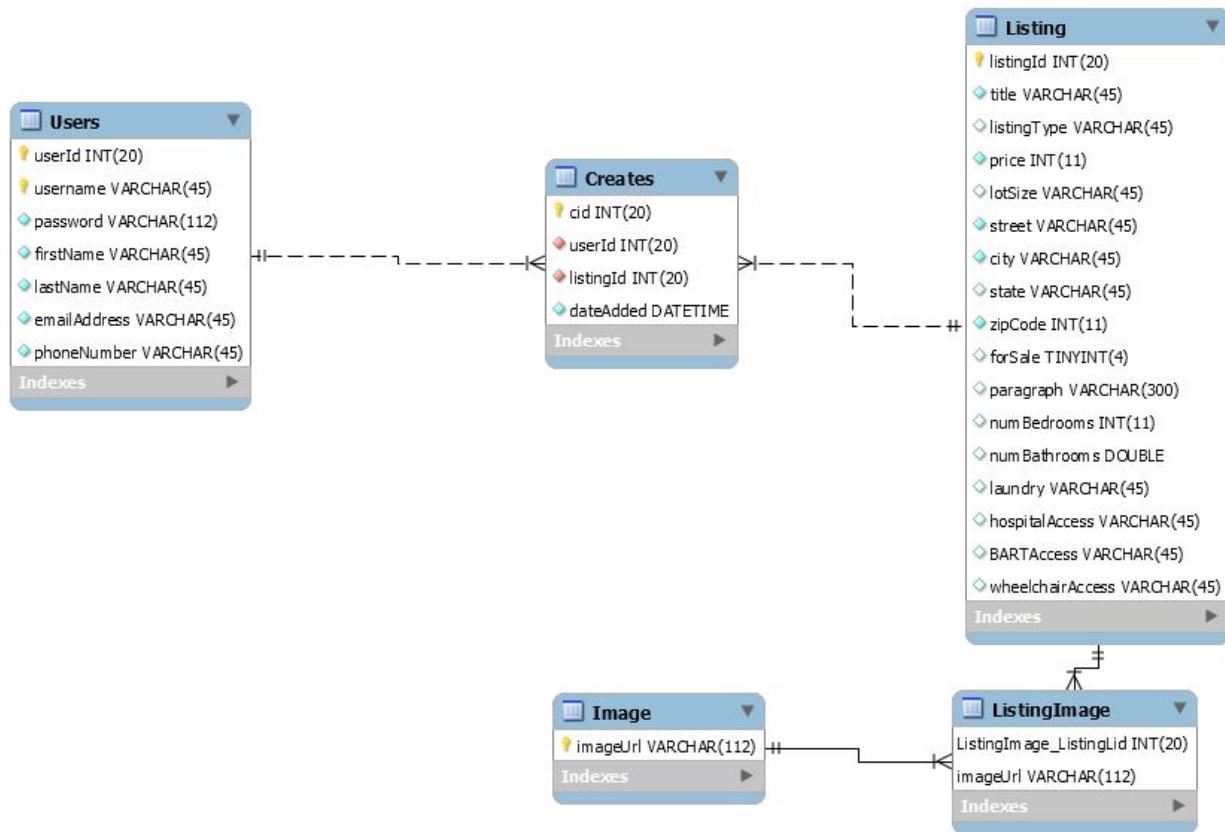 Users
userId INT(20)
username VARCHAR(45)
password VARCHAR(112)
firstName VARCHAR(45)
lastName VARCHAR(45)
emailAddress VARCHAR(45)
phoneNumber VARCHAR(45)
Indexes
Creates
cid INT(20)
userId INT(20)
listingId INT(20)
dateAdded DATETIME
Indexes
Listing
listingId INT(20)
title VARCHAR(45)
listingType VARCHAR(45)
price INT(11)
lotSize VARCHAR(45)
street VARCHAR(45)
city VARCHAR(45)
state VARCHAR(45)
zipCode INT(11)
forSale TINYINT(4)
paragraph VARCHAR(300)
numBedrooms INT(11)
numBathrooms DOUBLE
laundry VARCHAR(45)
hospitalAccess VARCHAR(45)
BARTAccess VARCHAR(45)
wheelchairAccess VARCHAR(45)
Indexes
Image
imageUrl VARCHAR(112)
Indexes
ListingImage
ListingImage_ListingLid INT(20)
imageUrl VARCHAR(112)
Indexes